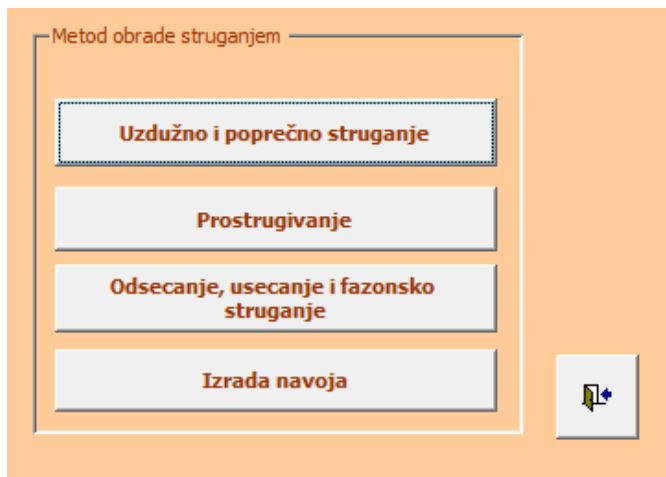 Metod obrade struganjem
Uzdužno i poprečno struganje
Prostrugivanje
Odsecanje, usecanje i fazonsko
struganje
Izrada navoja